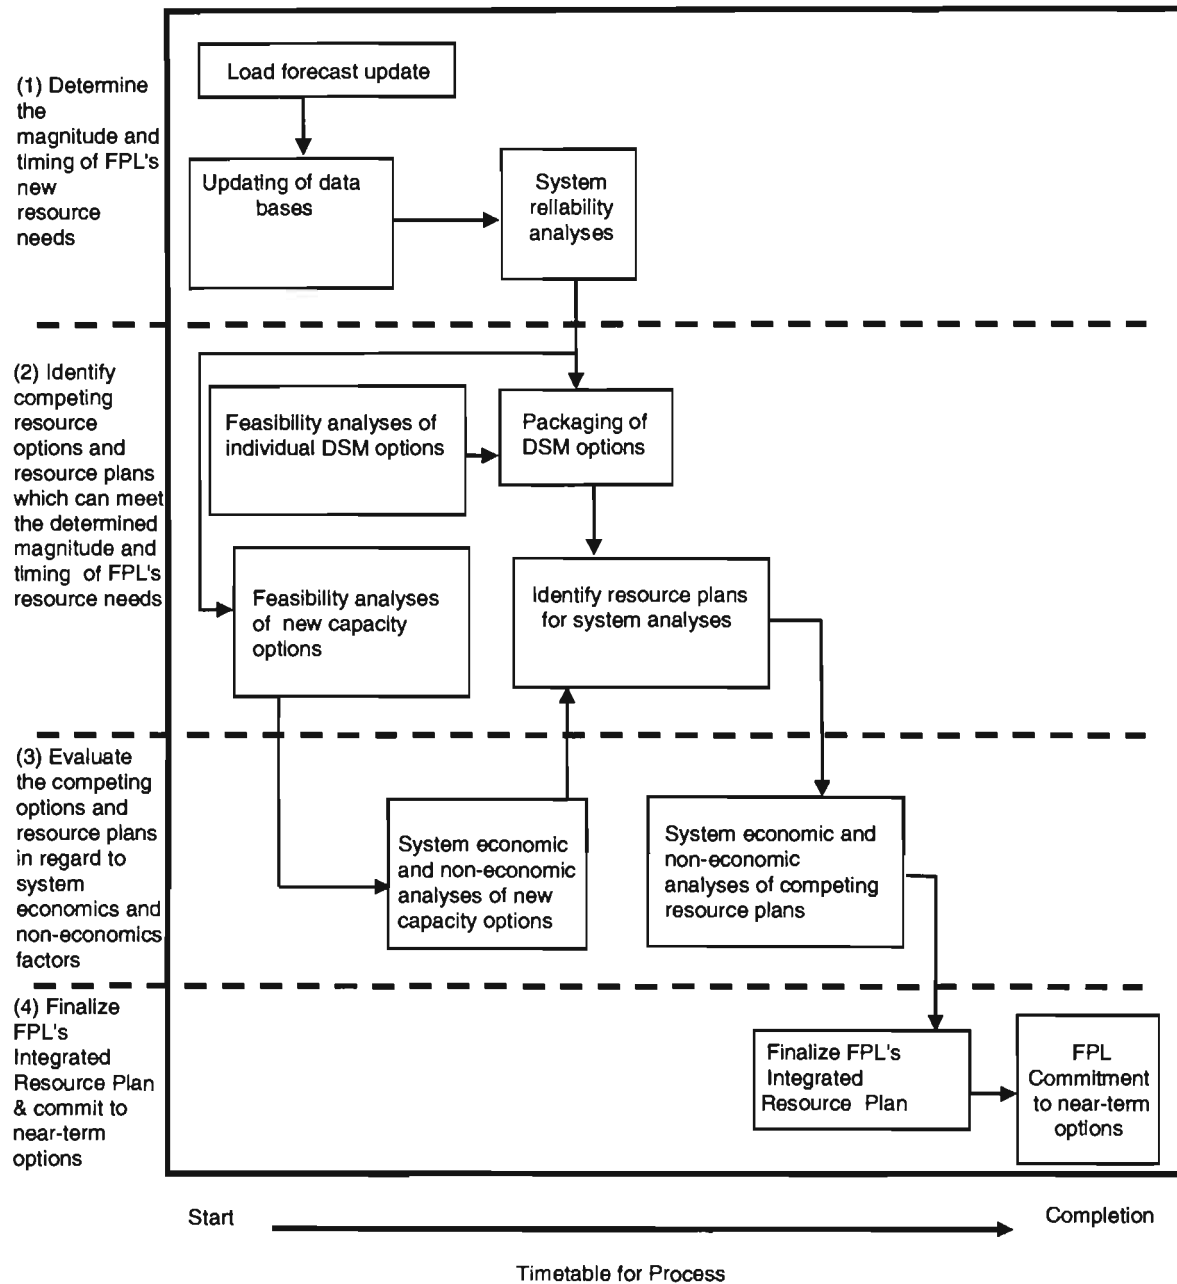 Load forecast update
(1) Determine
the
magnitude and
timing of FPL's
new
resource
needs
Updating of data
bases
System
reliability
analyses
(2) Identify
competing
resource
options and
resource plans
which can meet
the determined
magnitude and
timing of FPL's
resource needs
Feasibility analyses of
individual DSM options
Packaging of
DSM options
Feasibility analyses
of new capacity
options
Identify resource plans
for system analyses
(3) Evaluate
the competing
options and
resource plans
in regard to
system
economics and
non-economics
factors
System economic
and non-economic
analyses of new
capacity options
System economic and
non-economic
analyses of competing
resource plans
(4) Finalize
FPL's
Integrated
Resource Plan
& commit to
near-term
options
Finalize FPL's
Integrated
Resource Plan
FPL
Commitment
to near-term
options
Start
Completion
Timetable for Process